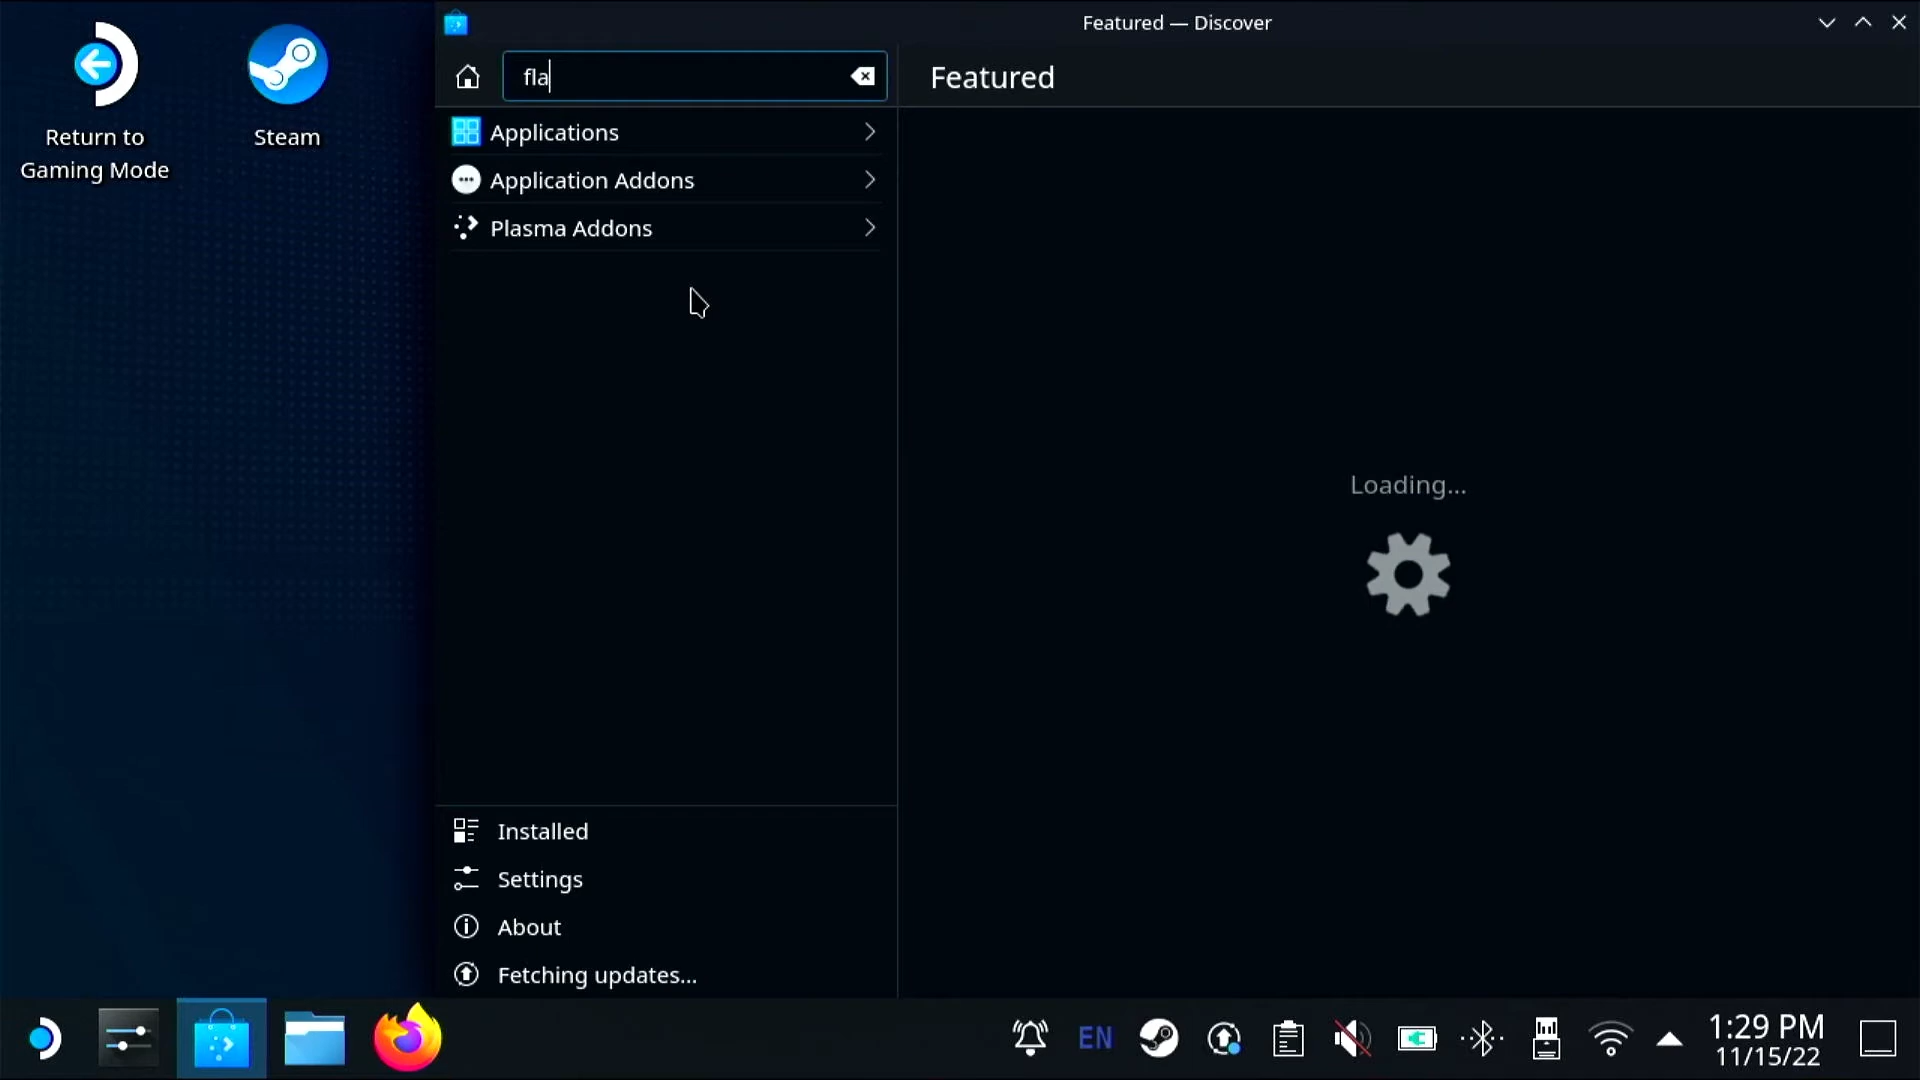 Return to
Gaming Mode
Steam
Featured — Discover
fla
Featured
Applications
Application Addons
Plasma Addons
Loading...
Installed
Settings
About
Fetching updates...
EN
1:29 PM
11/15/22